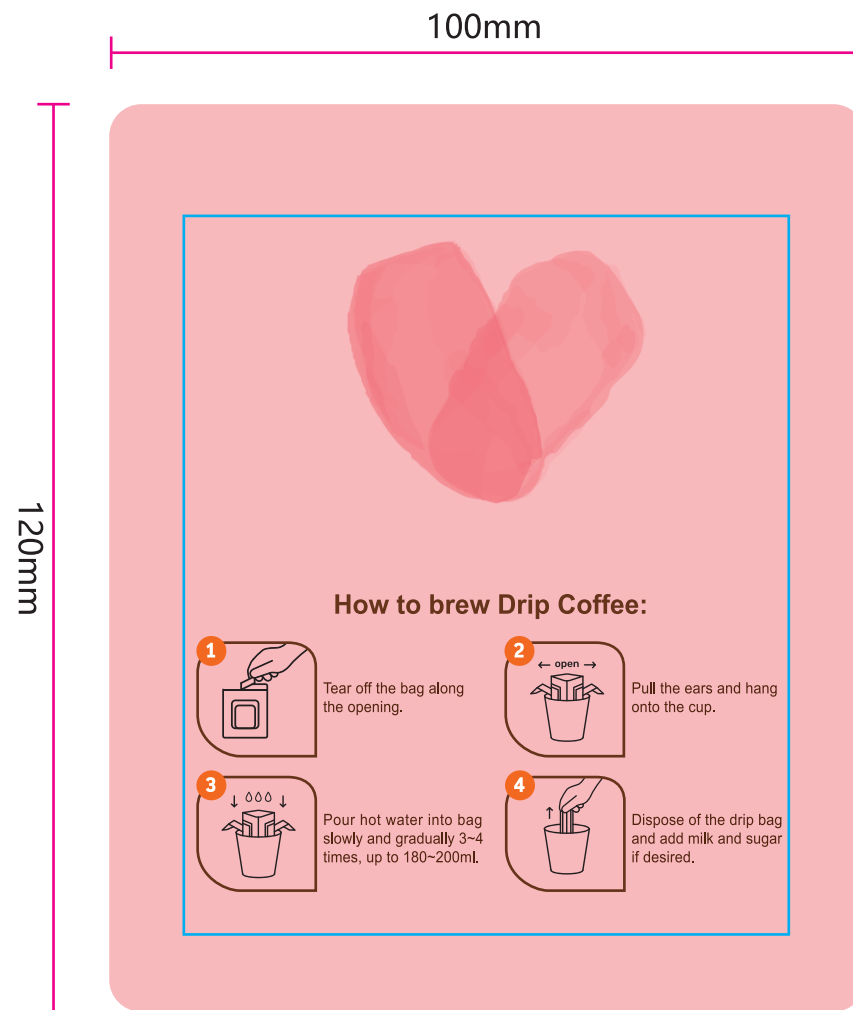 100mm
120mm
How to brew Drip Coffee:
1
Tear off the bag along
the opening.
2
← open →
Pull the ears and hang
onto the cup.
3
Pour hot water into bag
slowly and gradually 3~4
times, up to 180~200ml.
4
Dispose of the drip bag
and add milk and sugar
if desired.